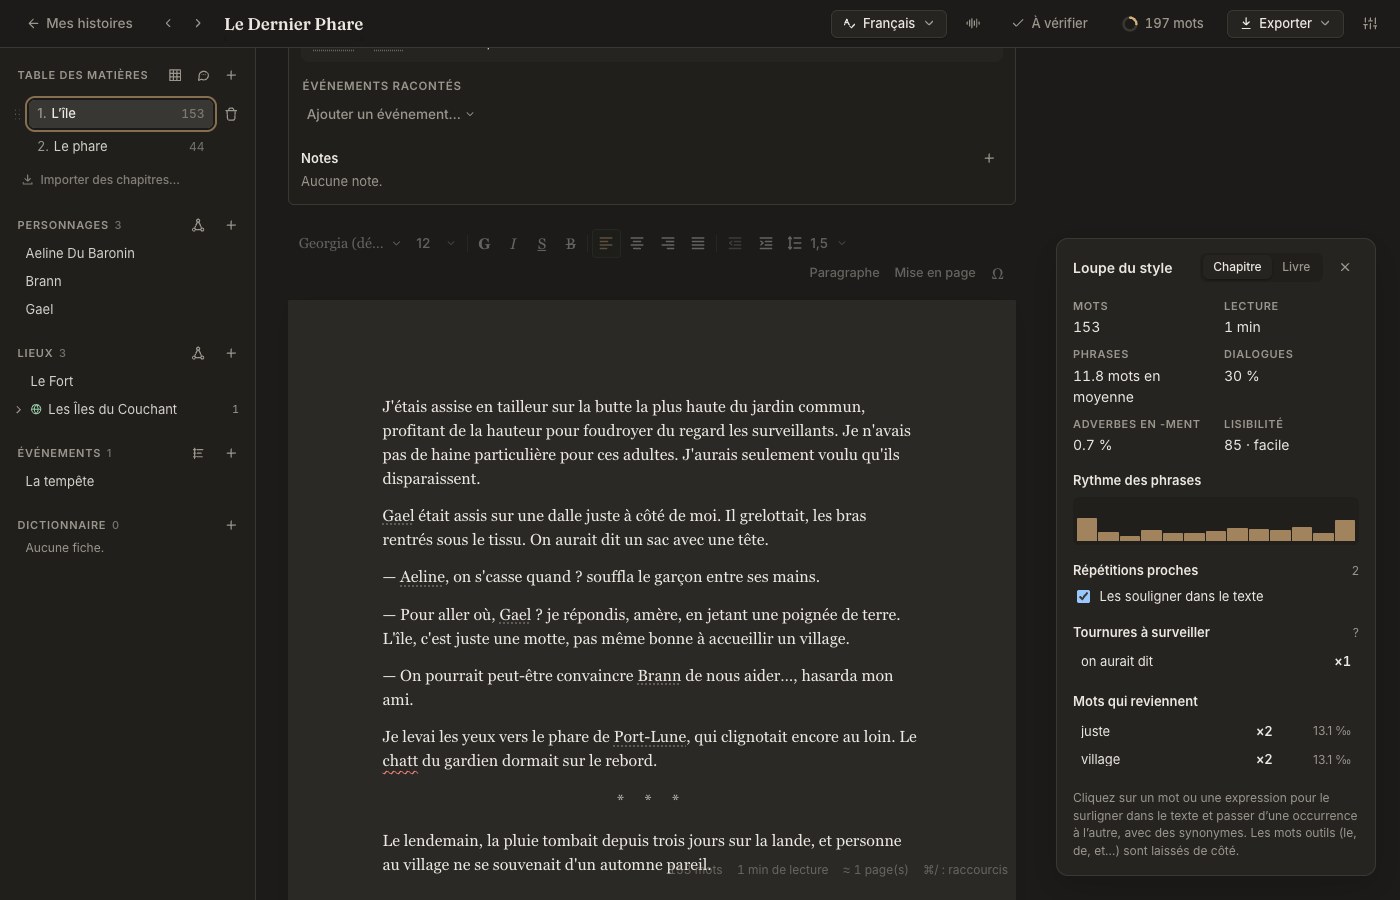 Mes histoires
Le Dernier Phare
Français
À vérifier
197 mots
Exporter
TABLE DES MATIÈRES
1. L'île 153
2. Le phare 44
Importer des chapitres...
PERSONNAGES 3
Aeline Du Baronin
Brann
Gael
LIEUX 3
Le Fort
Les Îles du Couchant 1
ÉVÉNEMENTS 1
La tempête
DICTIONNAIRE 0
Aucune fiche.
ÉVÉNEMENTS RACONTÉS
Ajouter un événement...
Notes
Aucune note.
Georgia (dé... 12 G I S B 1,5
Paragraphe Mise en page Ω
J'étais assise en tailleur sur la butte la plus haute du jardin commun,
profitant de la hauteur pour foudroyer du regard les surveillants. Je n'avais
pas de haine particulière pour ces adultes. J'aurais seulement voulu qu'ils
disparaissent.
Gael était assis sur une dalle juste à côté de moi. Il grelottait, les bras
rentrés sous le tissu. On aurait dit un sac avec une tête.
— Aeline, on s'casse quand ? souffla le garçon entre ses mains.
— Pour aller où, Gael ? je répondis, amère, en jetant une poignée de terre.
L'île, c'est juste une motte, pas même bonne à accueillir un village.
— On pourrait peut-être convaincre Brann de nous aider..., hasarda mon
ami.
Je levai les yeux vers le phare de Port-Lune, qui clignotait encore au loin. Le
chatt du gardien dormait sur le rebord.
* * *
Le lendemain, la pluie tombait depuis trois jours sur la lande, et personne
au village ne se souvenait d'un automne pareil.
mots 1 min de lecture ≈ 1 page(s) ⌘/ : raccourcis
Loupe du style Chapitre Livre
MOTS LECTURE
153 1 min
PHRASES DIALOGUES
11.8 mots en 30 %
moyenne
ADVERBES EN -MENT LISIBILITÉ
0.7 % 85 · facile
Rythme des phrases
Répétitions proches 2
Les souligner dans le texte
Tournures à surveiller ?
on aurait dit ×1
Mots qui reviennent
juste ×2 13.1 ‰
village ×2 13.1 ‰
Cliquez sur un mot ou une expression pour le
surligner dans le texte et passer d'une occurrence
à l'autre, avec des synonymes. Les mots outils (le,
de, et...) sont laissés de côté.